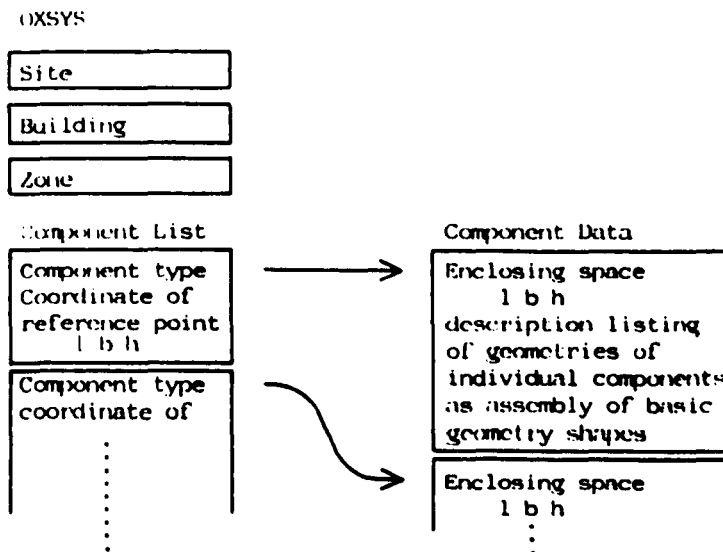 OXSYS
Site
Building
Zone
Component List
Component type
Coordinate of
reference point
l b h
Component type
coordinate of
Component Data
Enclosing space
l b h
description listing
of geometries of
individual components
as assembly of basic
geometry shapes
Enclosing space
l b h